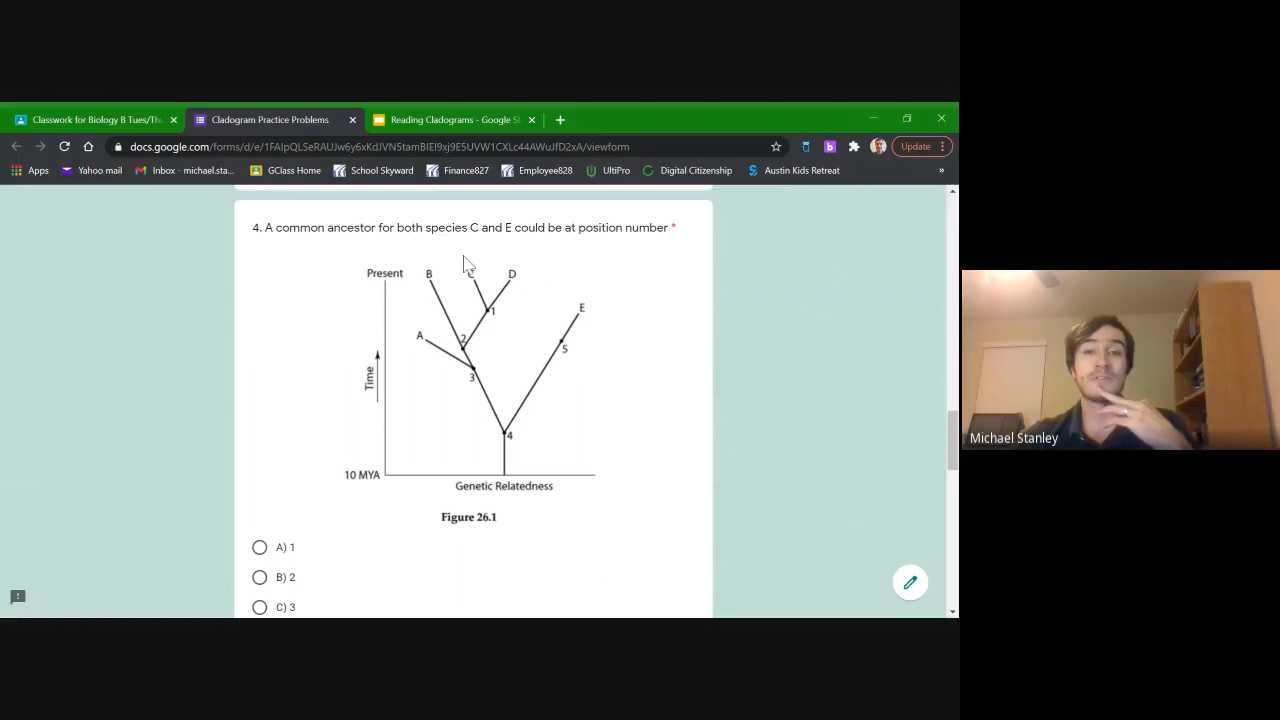 Classwork for Biology B Tues/Th
Cladogram Practice Problems
Reading Cladograms - Google Sl
docs.google.com/forms/d/e/1FAIpQLSeRAUJw6y6xKdJVN5tamBIEI9xj9E5UVW1CXLc44AWuJfD2xA/viewform
Update
Apps
Yahoo mail
Inbox - michael.sta...
GClass Home
School Skyward
Finance827
Employee828
UltiPro
Digital Citizenship
Austin Kids Retreat
»
4. A common ancestor for both species C and E could be at position number *
Present
B
C
D
E
A
1
2
3
5
4
Time
10 MYA
Genetic Relatedness
Figure 26.1
A) 1
B) 2
C) 3
Michael Stanley